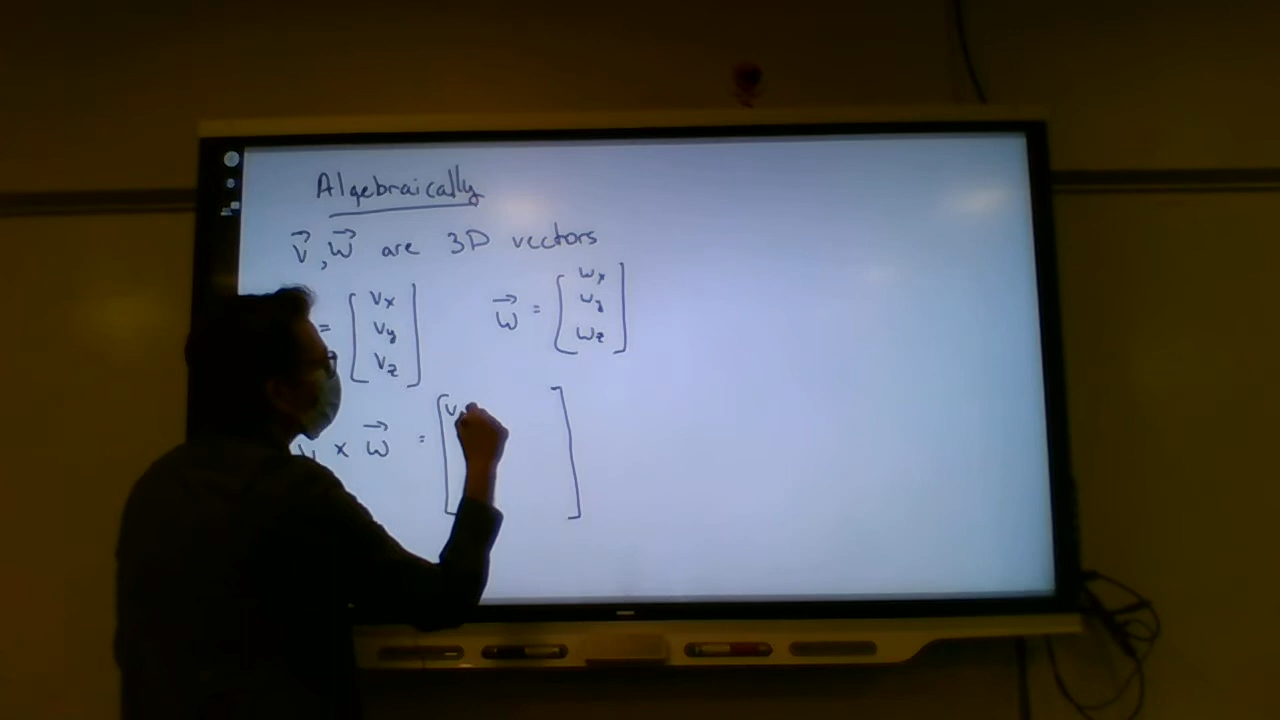 Algebraically
v⃗, w⃗ are 3D vectors
= [ vx vy vz ] w⃗ = [ wx wy wz ]
v⃗ × w⃗ = [ v